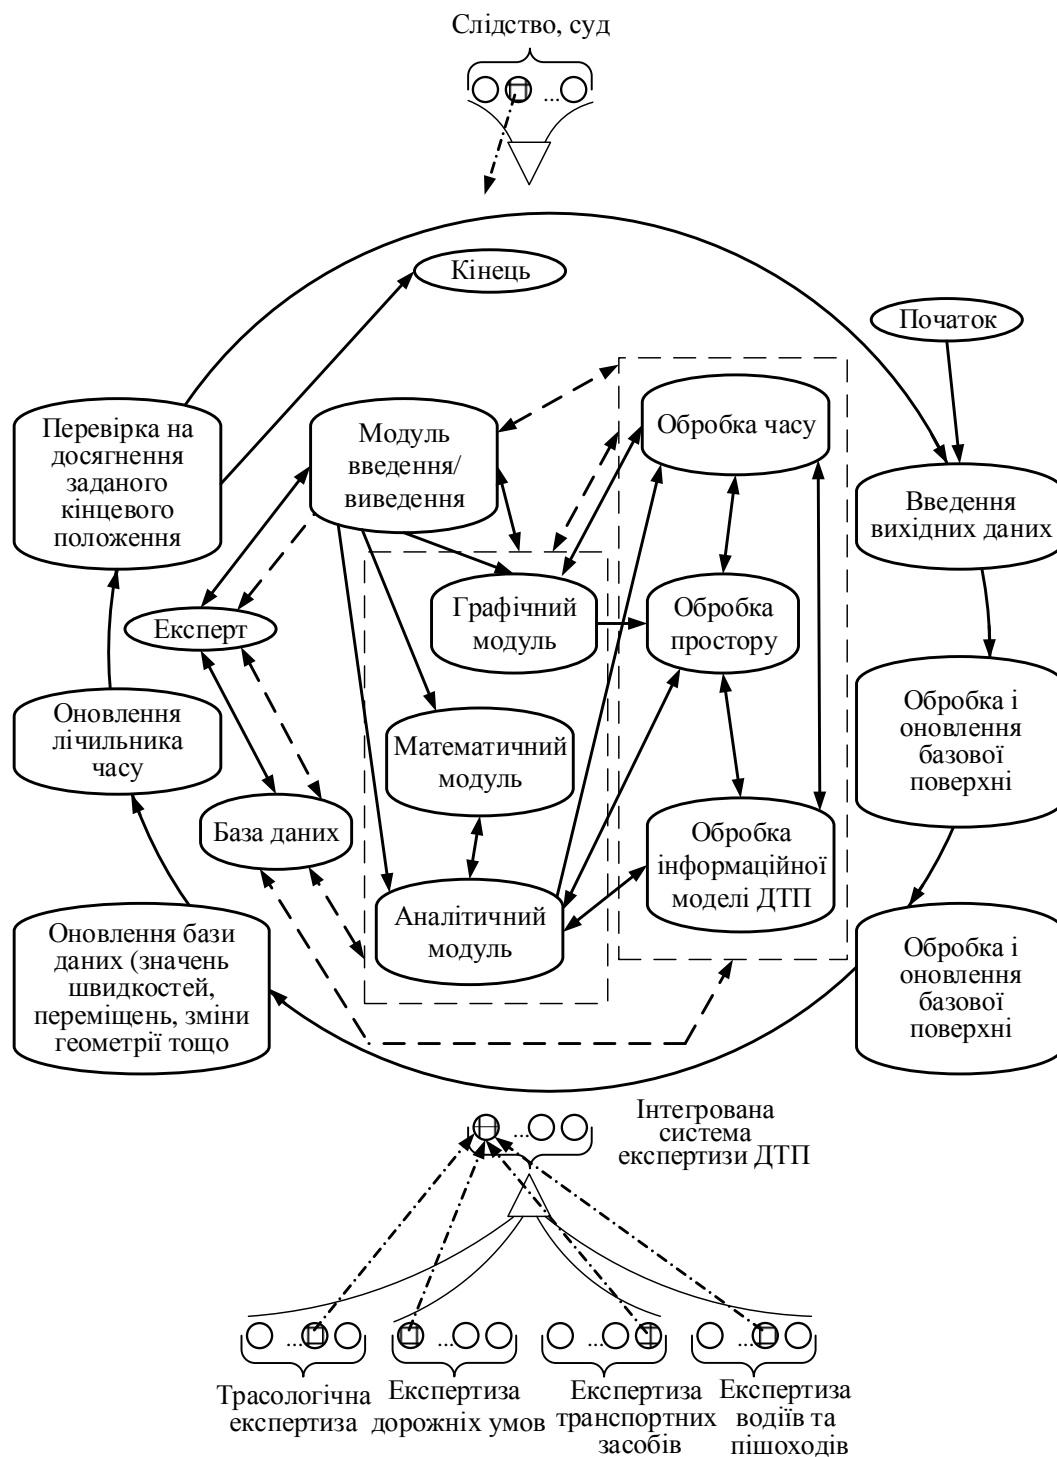 Слідство, суд
...
Кінець
Початок
Перевірка на
досягнення
заданого
кінцевого
положення
Модуль
введення/
виведення
Обробка часу
Введення
вихідних даних
Графічний
модуль
Обробка
простору
Експерт
Оновлення
лічильника
часу
Математичний
модуль
Обробка і
оновлення
базової
поверхні
База даних
Обробка
інформаційної
моделі ДТП
Аналітичний
модуль
Оновлення бази
даних (значень
швидкостей,
переміщень, зміни
геометрії тощо
Обробка і
оновлення
базової
поверхні
...
Інтегрована
система
експертизи ДТП
...
...
...
...
Трасологічна
експертиза
Експертиза
дорожніх умов
Експертиза
транспортних
засобів
Експертиза
водіїв та
пішоходів